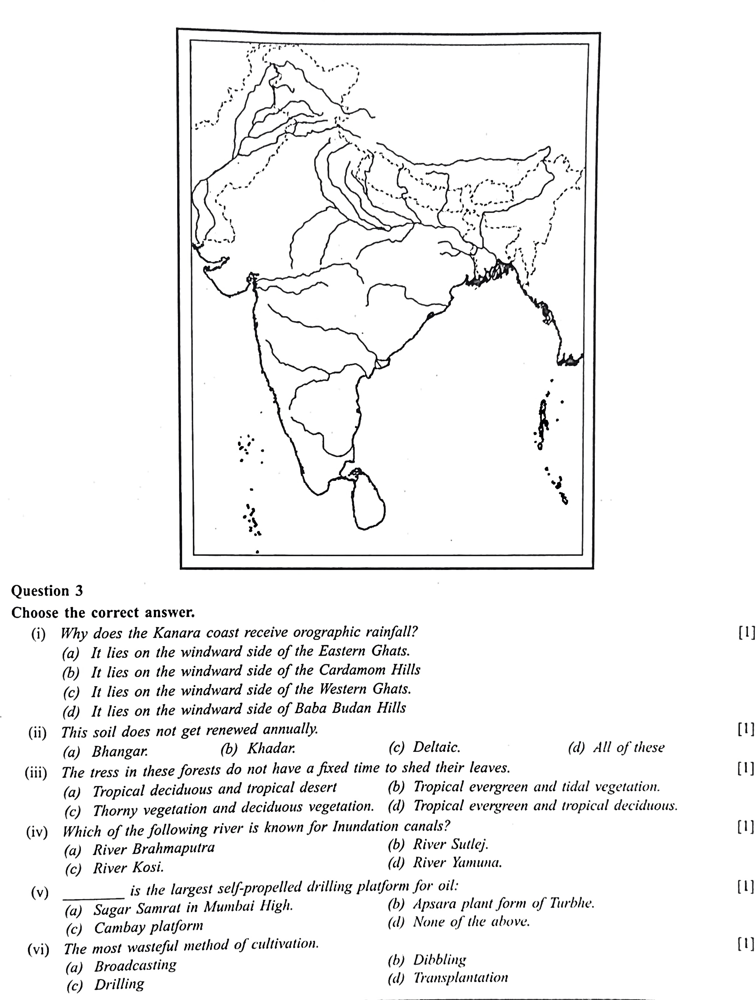 Question 3
Choose the correct answer.
(i) Why does the Kanara coast receive orographic rainfall? [1]
(a) It lies on the windward side of the Eastern Ghats.
(b) It lies on the windward side of the Cardamom Hills
(c) It lies on the windward side of the Western Ghats.
(d) It lies on the windward side of Baba Budan Hills
(ii) This soil does not get renewed annually. [1]
(a) Bhangar. (b) Khadar. (c) Deltaic. (d) All of these
(iii) The tress in these forests do not have a fixed time to shed their leaves. [1]
(a) Tropical deciduous and tropical desert (b) Tropical evergreen and tidal vegetation.
(c) Thorny vegetation and deciduous vegetation. (d) Tropical evergreen and tropical deciduous.
(iv) Which of the following river is known for Inundation canals? [1]
(a) River Brahmaputra (b) River Sutlej.
(c) River Kosi. (d) River Yamuna.
(v) ________ is the largest self-propelled drilling platform for oil: [1]
(a) Sagar Samrat in Mumbai High. (b) Apsara plant form of Turbhe.
(c) Cambay platform (d) None of the above.
(vi) The most wasteful method of cultivation. [1]
(a) Broadcasting (b) Dibbling
(c) Drilling (d) Transplantation